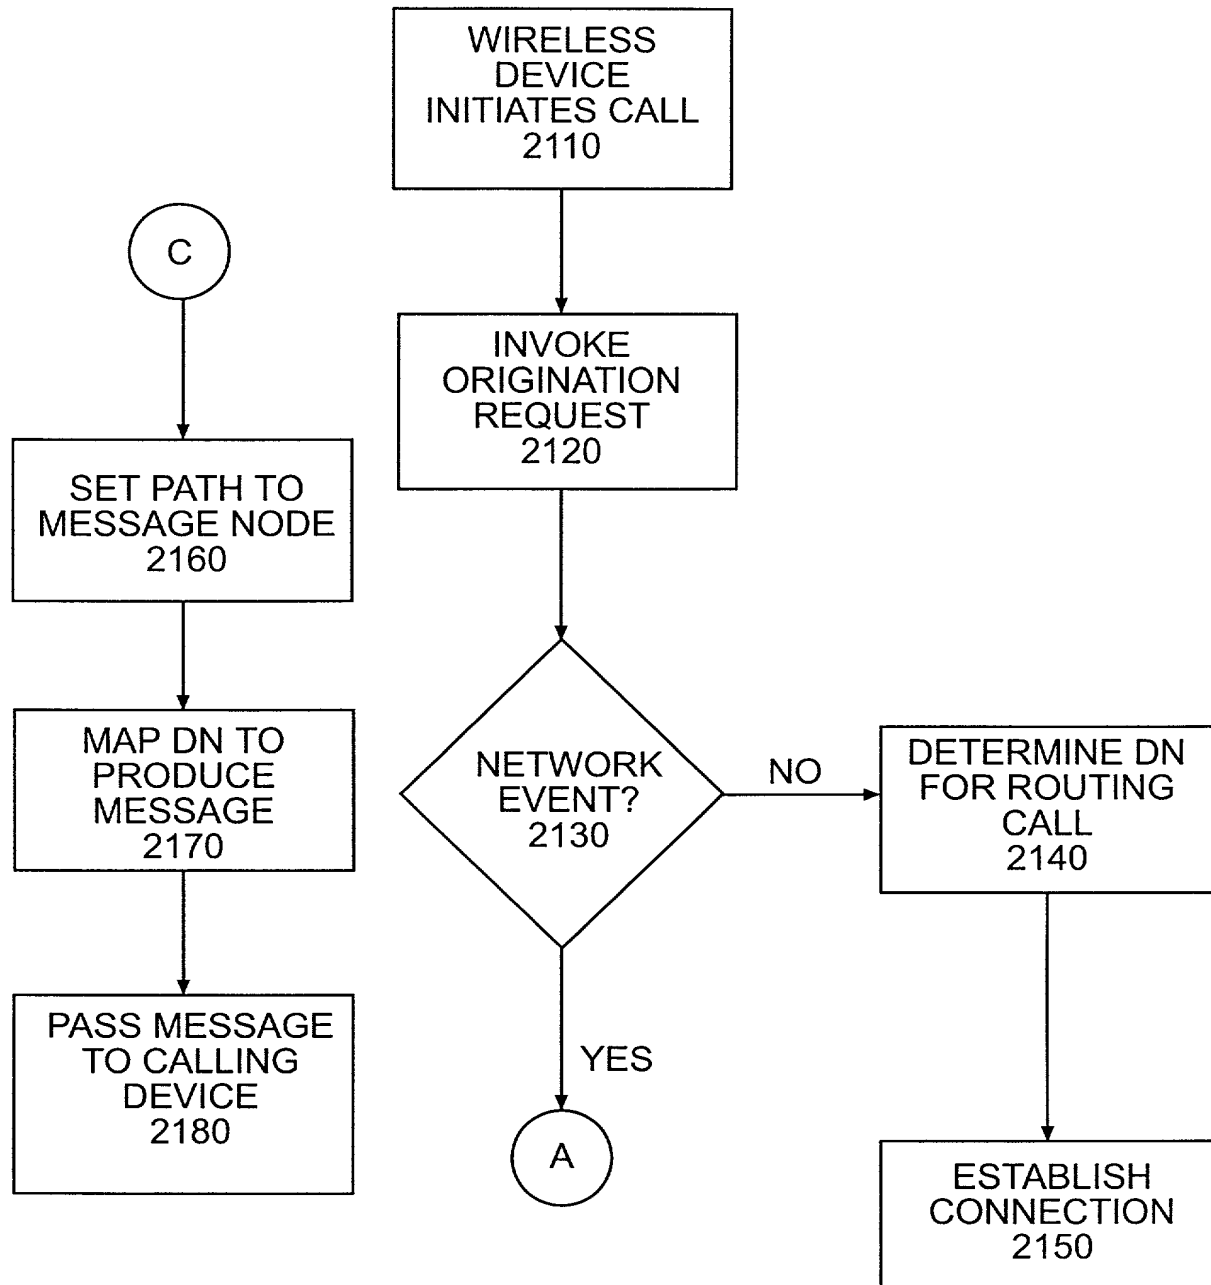 WIRELESS
DEVICE
INITIATES CALL
2110
C
INVOKE
ORIGINATION
REQUEST
2120
SET PATH TO
MESSAGE NODE
2160
MAP DN TO
PRODUCE
MESSAGE
2170
NETWORK
EVENT?
2130
NO
DETERMINE DN
FOR ROUTING
CALL
2140
PASS MESSAGE
TO CALLING
DEVICE
2180
YES
A
ESTABLISH
CONNECTION
2150